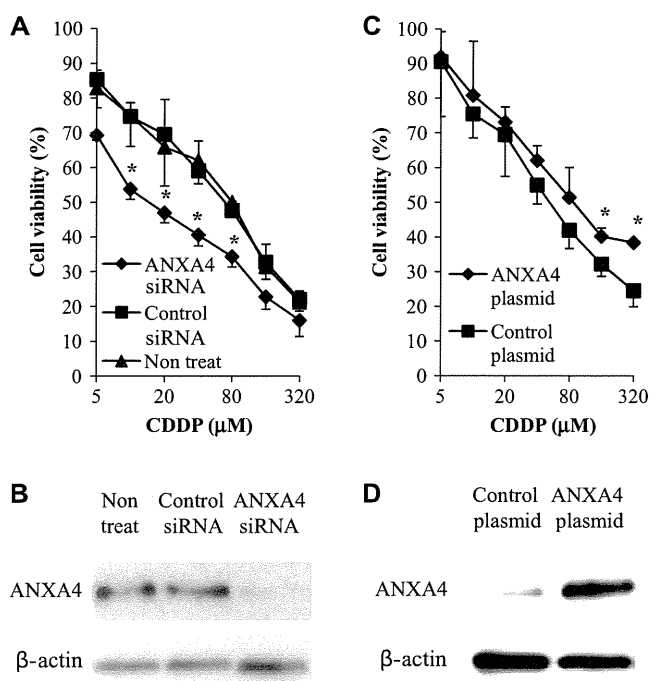 A
100
90
80
70
60
50
40
30
20
10
0
Cell viability (%)
*
*
*
*
ANXA4
siRNA
Control
siRNA
Non treat
5
20
80
320
CDDP (μM)
C
100
90
80
70
60
50
40
30
20
10
0
Cell viability (%)
*
*
ANXA4
plasmid
Control
plasmid
5
20
80
320
CDDP (μM)
B
Non
treat
Control
siRNA
ANXA4
siRNA
ANXA4
β-actin
D
Control
plasmid
ANXA4
plasmid
ANXA4
β-actin